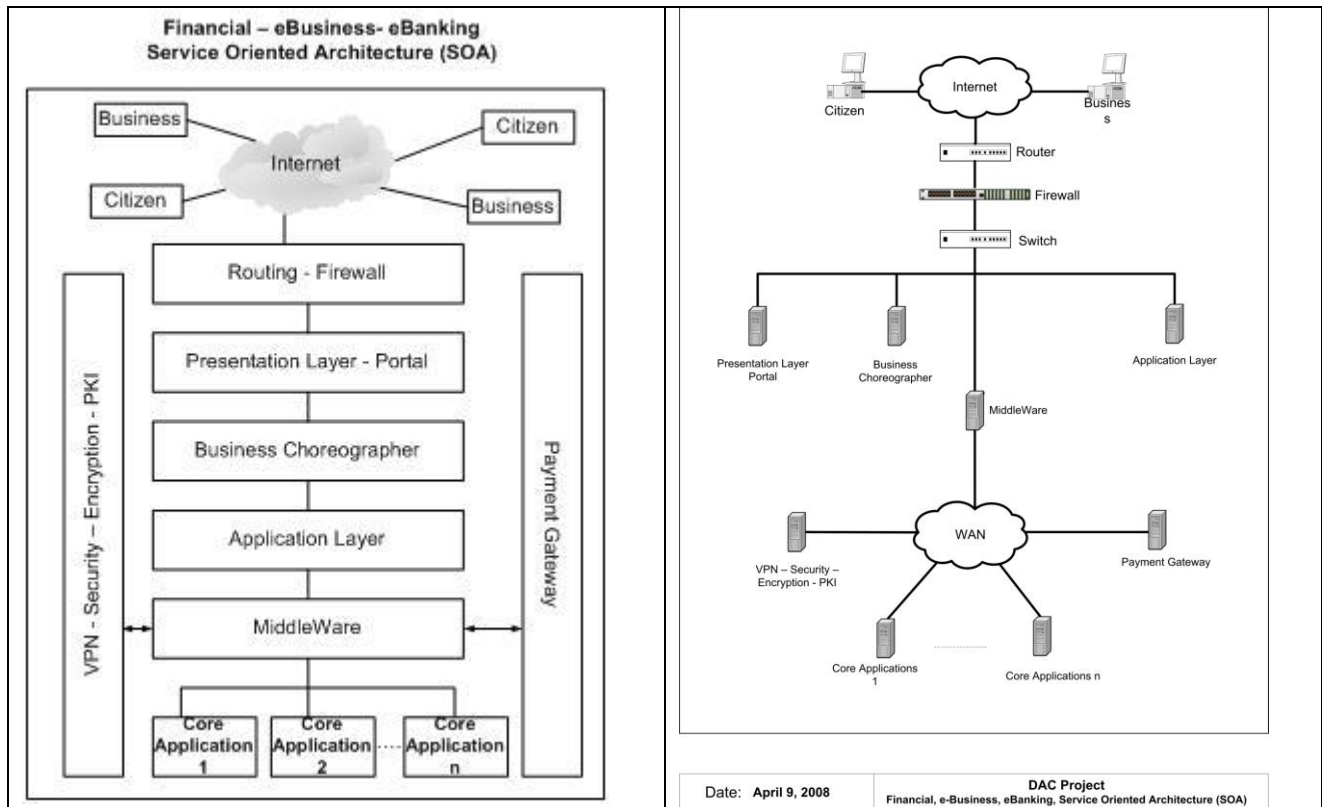 Financial – eBusiness- eBanking
Service Oriented Architecture (SOA)
Business
Citizen
Internet
Citizen
Business
Routing - Firewall
Presentation Layer - Portal
Business Choreographer
Application Layer
MiddleWare
VPN - Security – Encryption - PKI
Payment Gateway
Core
Application
1
Core
Application
2
.....
Core
Application
n
Internet
Citizen
Busines
s
Router
Firewall
Switch
Presentation Layer
Portal
Business
Choreographer
Application Layer
MiddleWare
WAN
VPN – Security –
Encryption - PKI
Payment Gateway
Core Applications
1
Core Applications n
Date: April 9, 2008
DAC Project
Financial, e-Business, eBanking, Service Oriented Architecture (SOA)